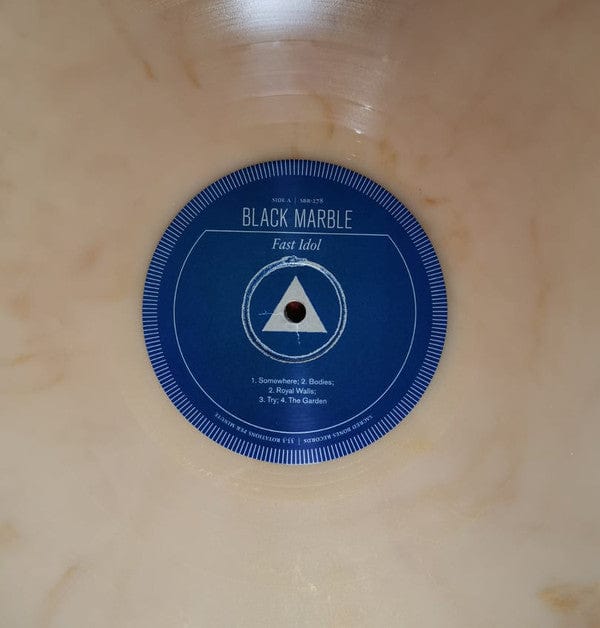 SIDE A | SBR-278
BLACK MARBLE
Fast Idol
1. Somewhere; 2. Bodies;
2. Royal Walls;
3. Try; 4. The Garden
SACRED BONES RECORDS | 33.3 ROTATIONS PER MINUTE